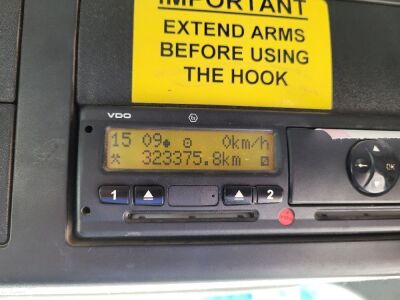 IMPORTANT
EXTEND ARMS
BEFORE USING
THE HOOK
VDO
15 09 0km/h
323375.8km
1 2
OK